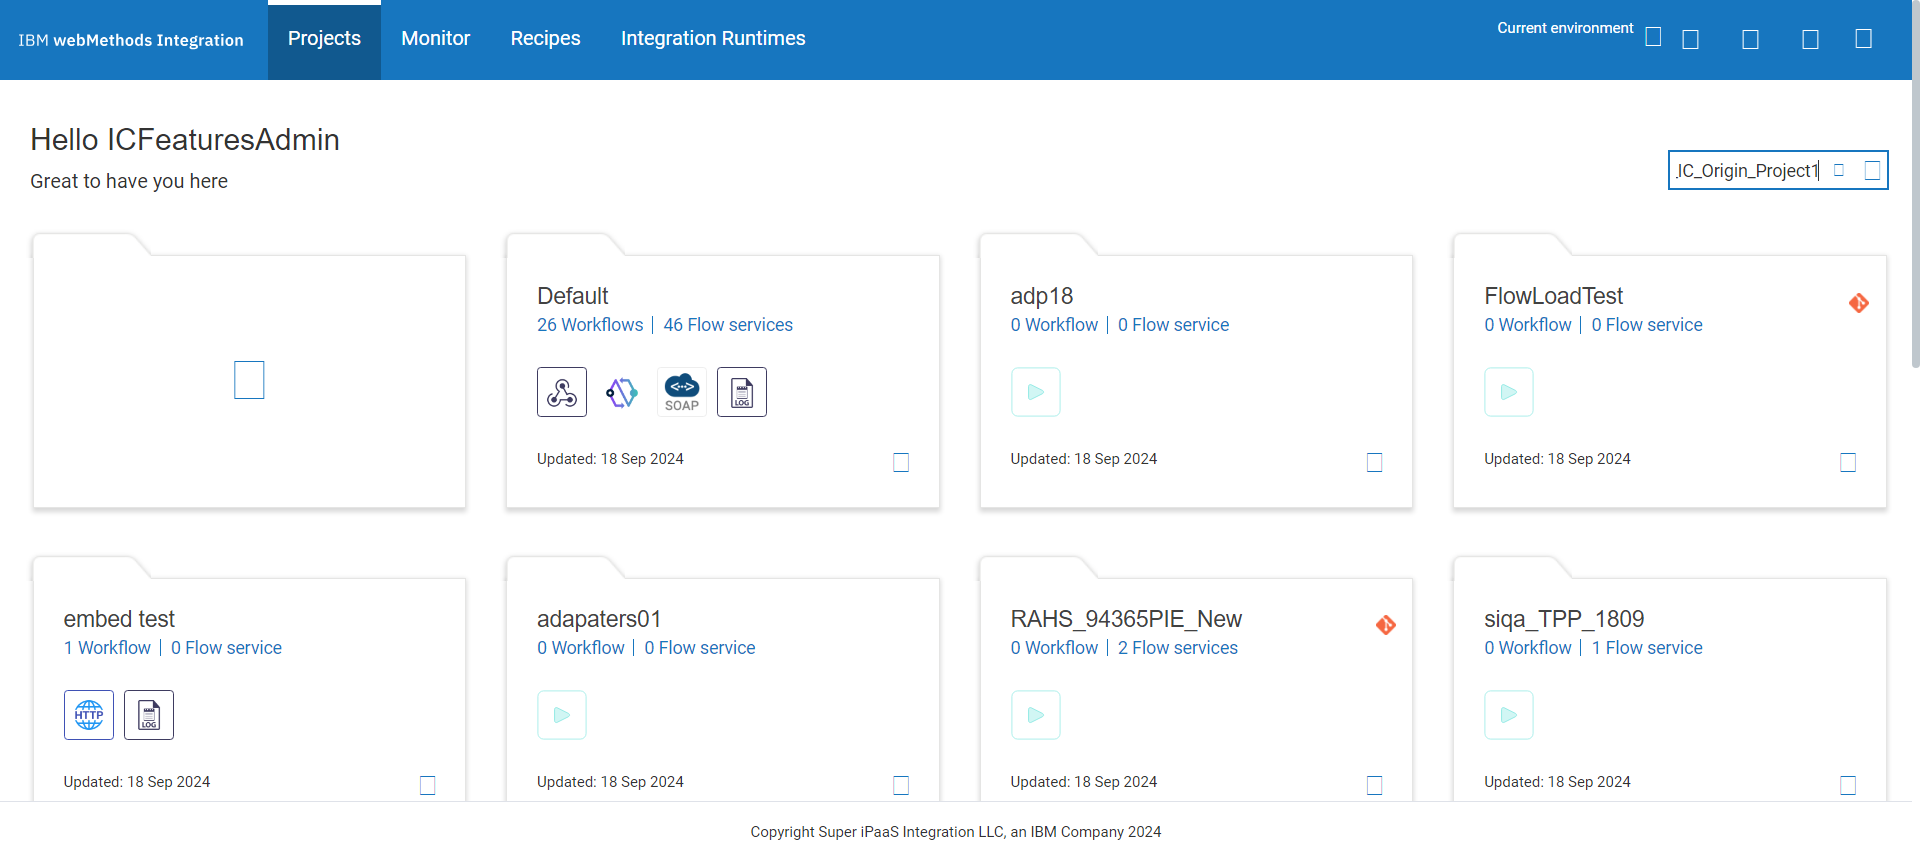 IBM webMethods Integration
Projects
Monitor
Recipes
Integration Runtimes
Current environment
Hello ICFeaturesAdmin
Great to have you here
IC_Origin_Project1
Default
26 Workflows | 46 Flow services
SOAP
LOG
Updated: 18 Sep 2024
adp18
0 Workflow | 0 Flow service
Updated: 18 Sep 2024
FlowLoadTest
0 Workflow | 0 Flow service
Updated: 18 Sep 2024
embed test
1 Workflow | 0 Flow service
HTTP
LOG
Updated: 18 Sep 2024
adapaters01
0 Workflow | 0 Flow service
Updated: 18 Sep 2024
RAHS_94365PIE_New
0 Workflow | 2 Flow services
Updated: 18 Sep 2024
siqa_TPP_1809
0 Workflow | 1 Flow service
Updated: 18 Sep 2024
Copyright Super iPaaS Integration LLC, an IBM Company 2024